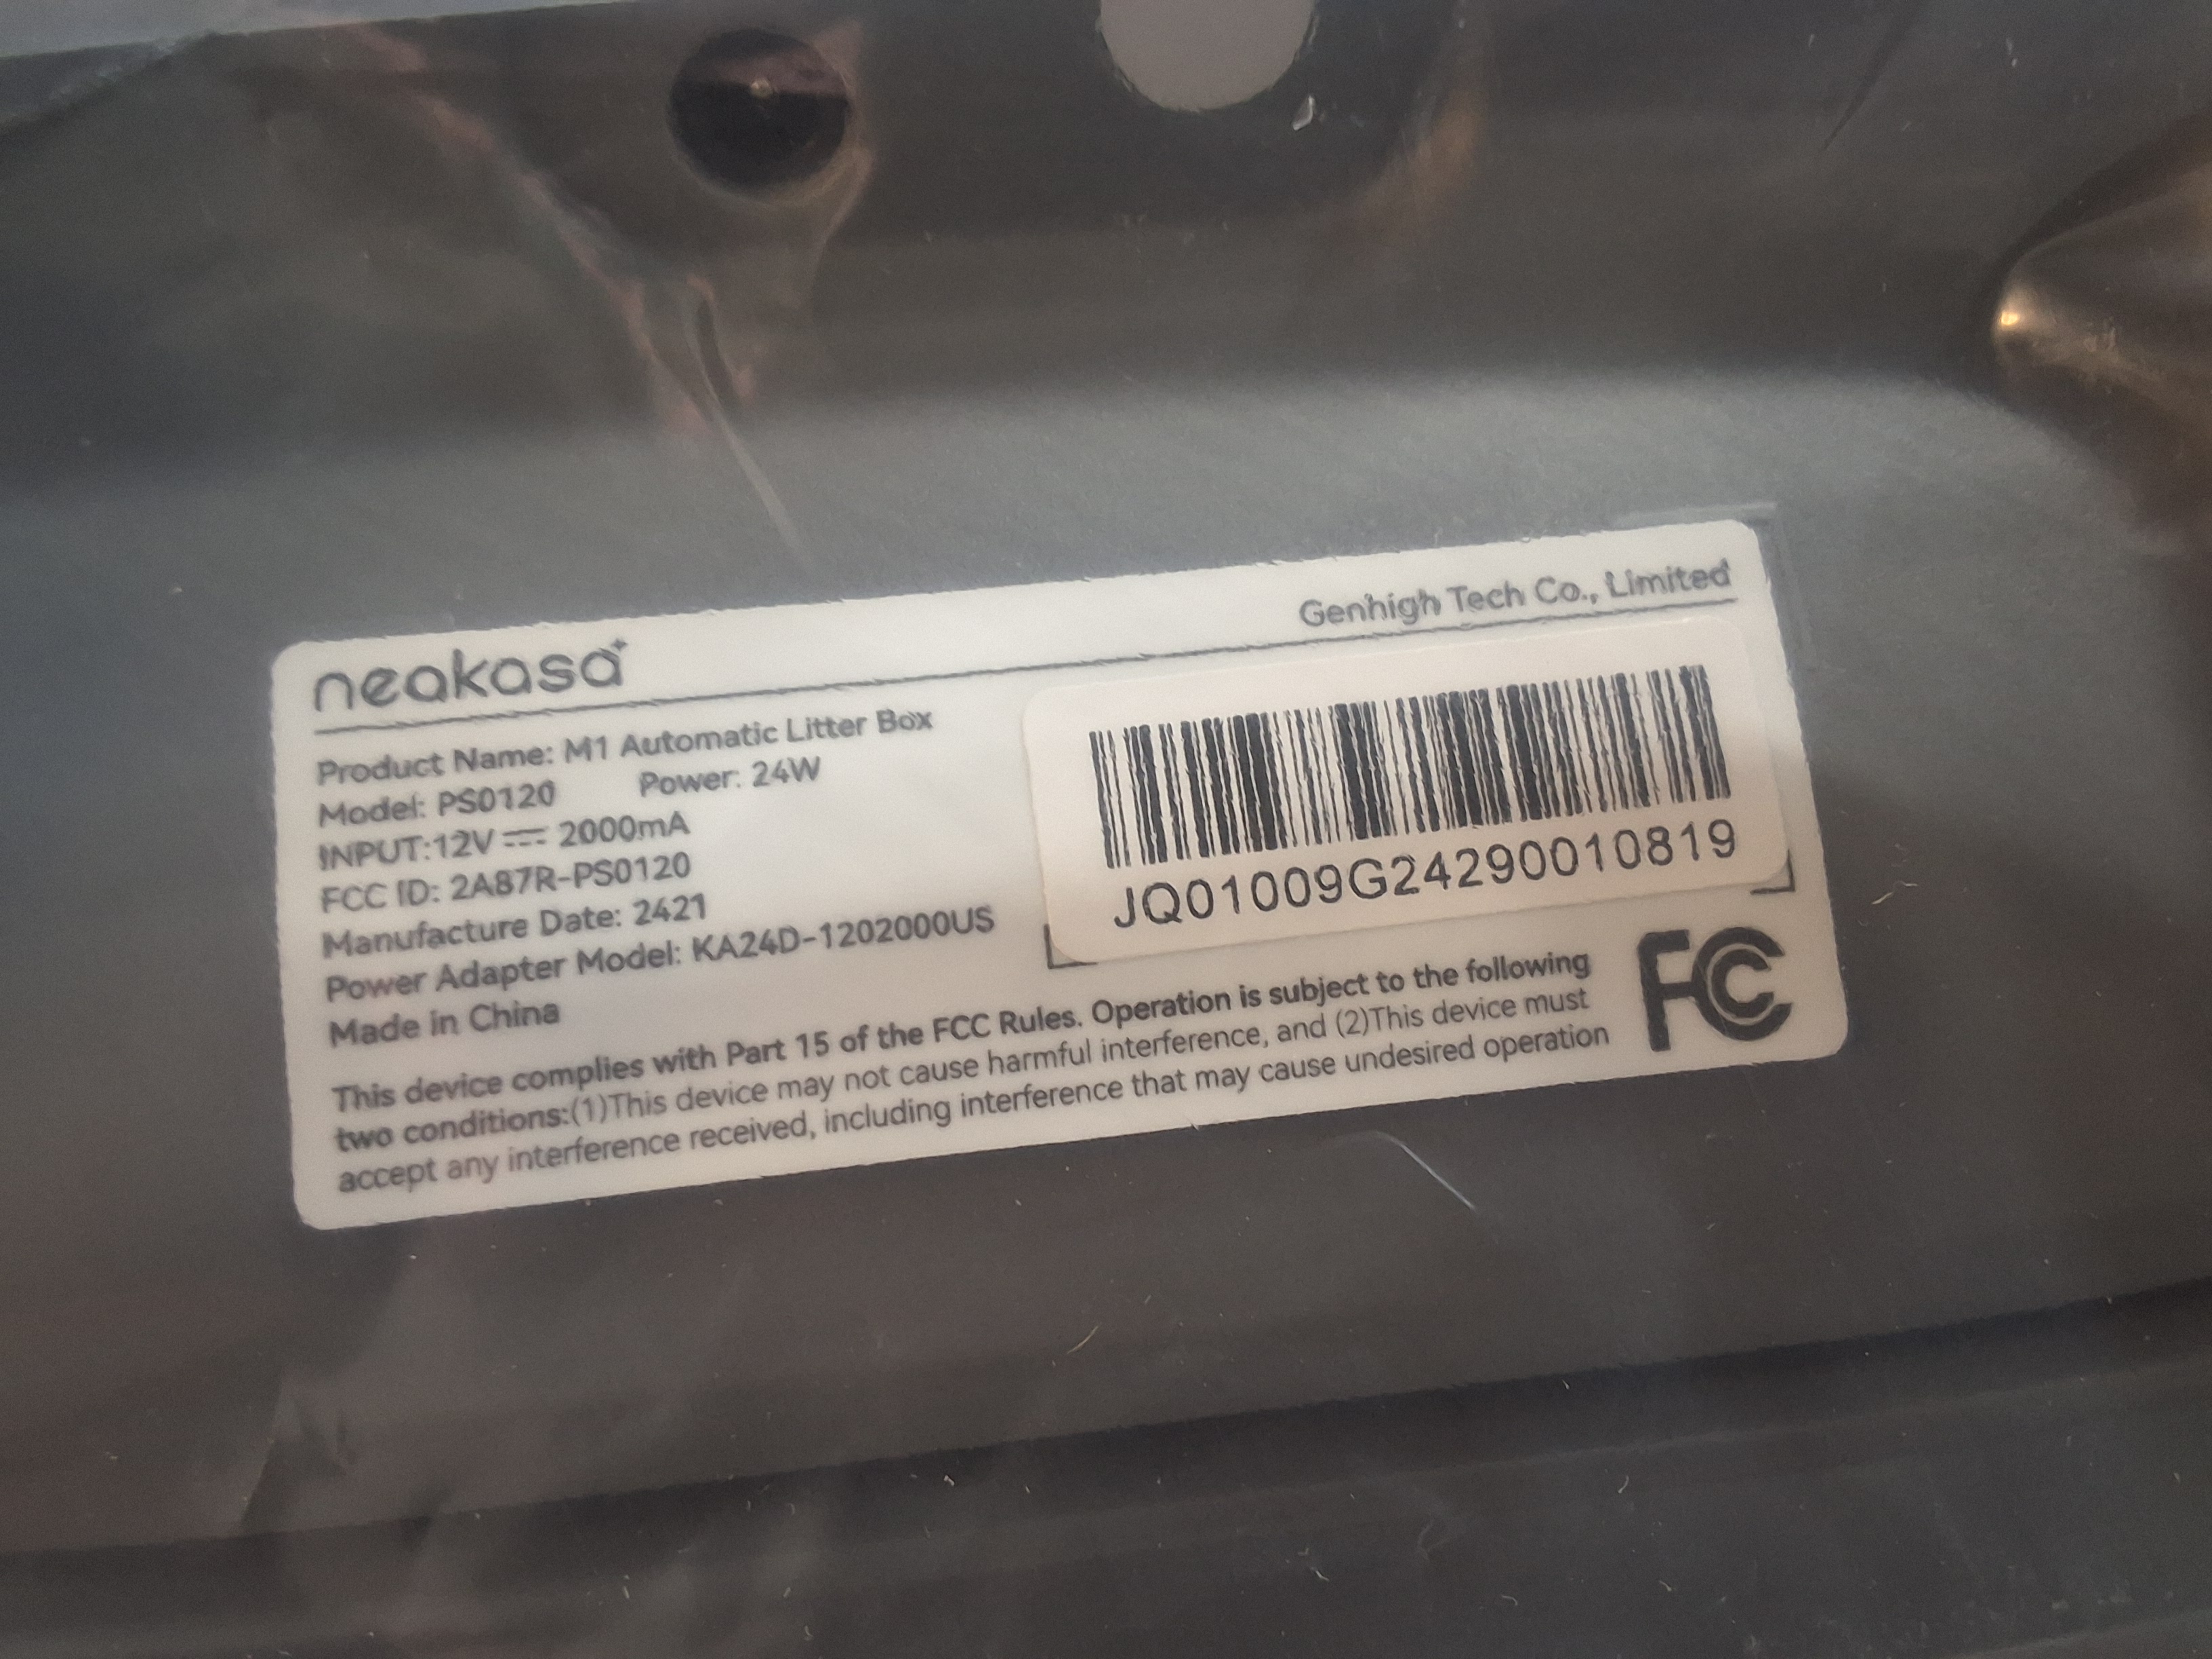 neakasa
Genhigh Tech Co., Limited
Product Name: M1 Automatic Litter Box
Model: PS0120 Power: 24W
INPUT:12V ⎓ 2000mA
FCC ID: 2A87R-PS0120
Manufacture Date: 2421
Power Adapter Model: KA24D-1202000US
Made in China
JQ01009G24290010819
This device complies with Part 15 of the FCC Rules. Operation is subject to the following
two conditions:(1)This device may not cause harmful interference, and (2)This device must
accept any interference received, including interference that may cause undesired operation
FC